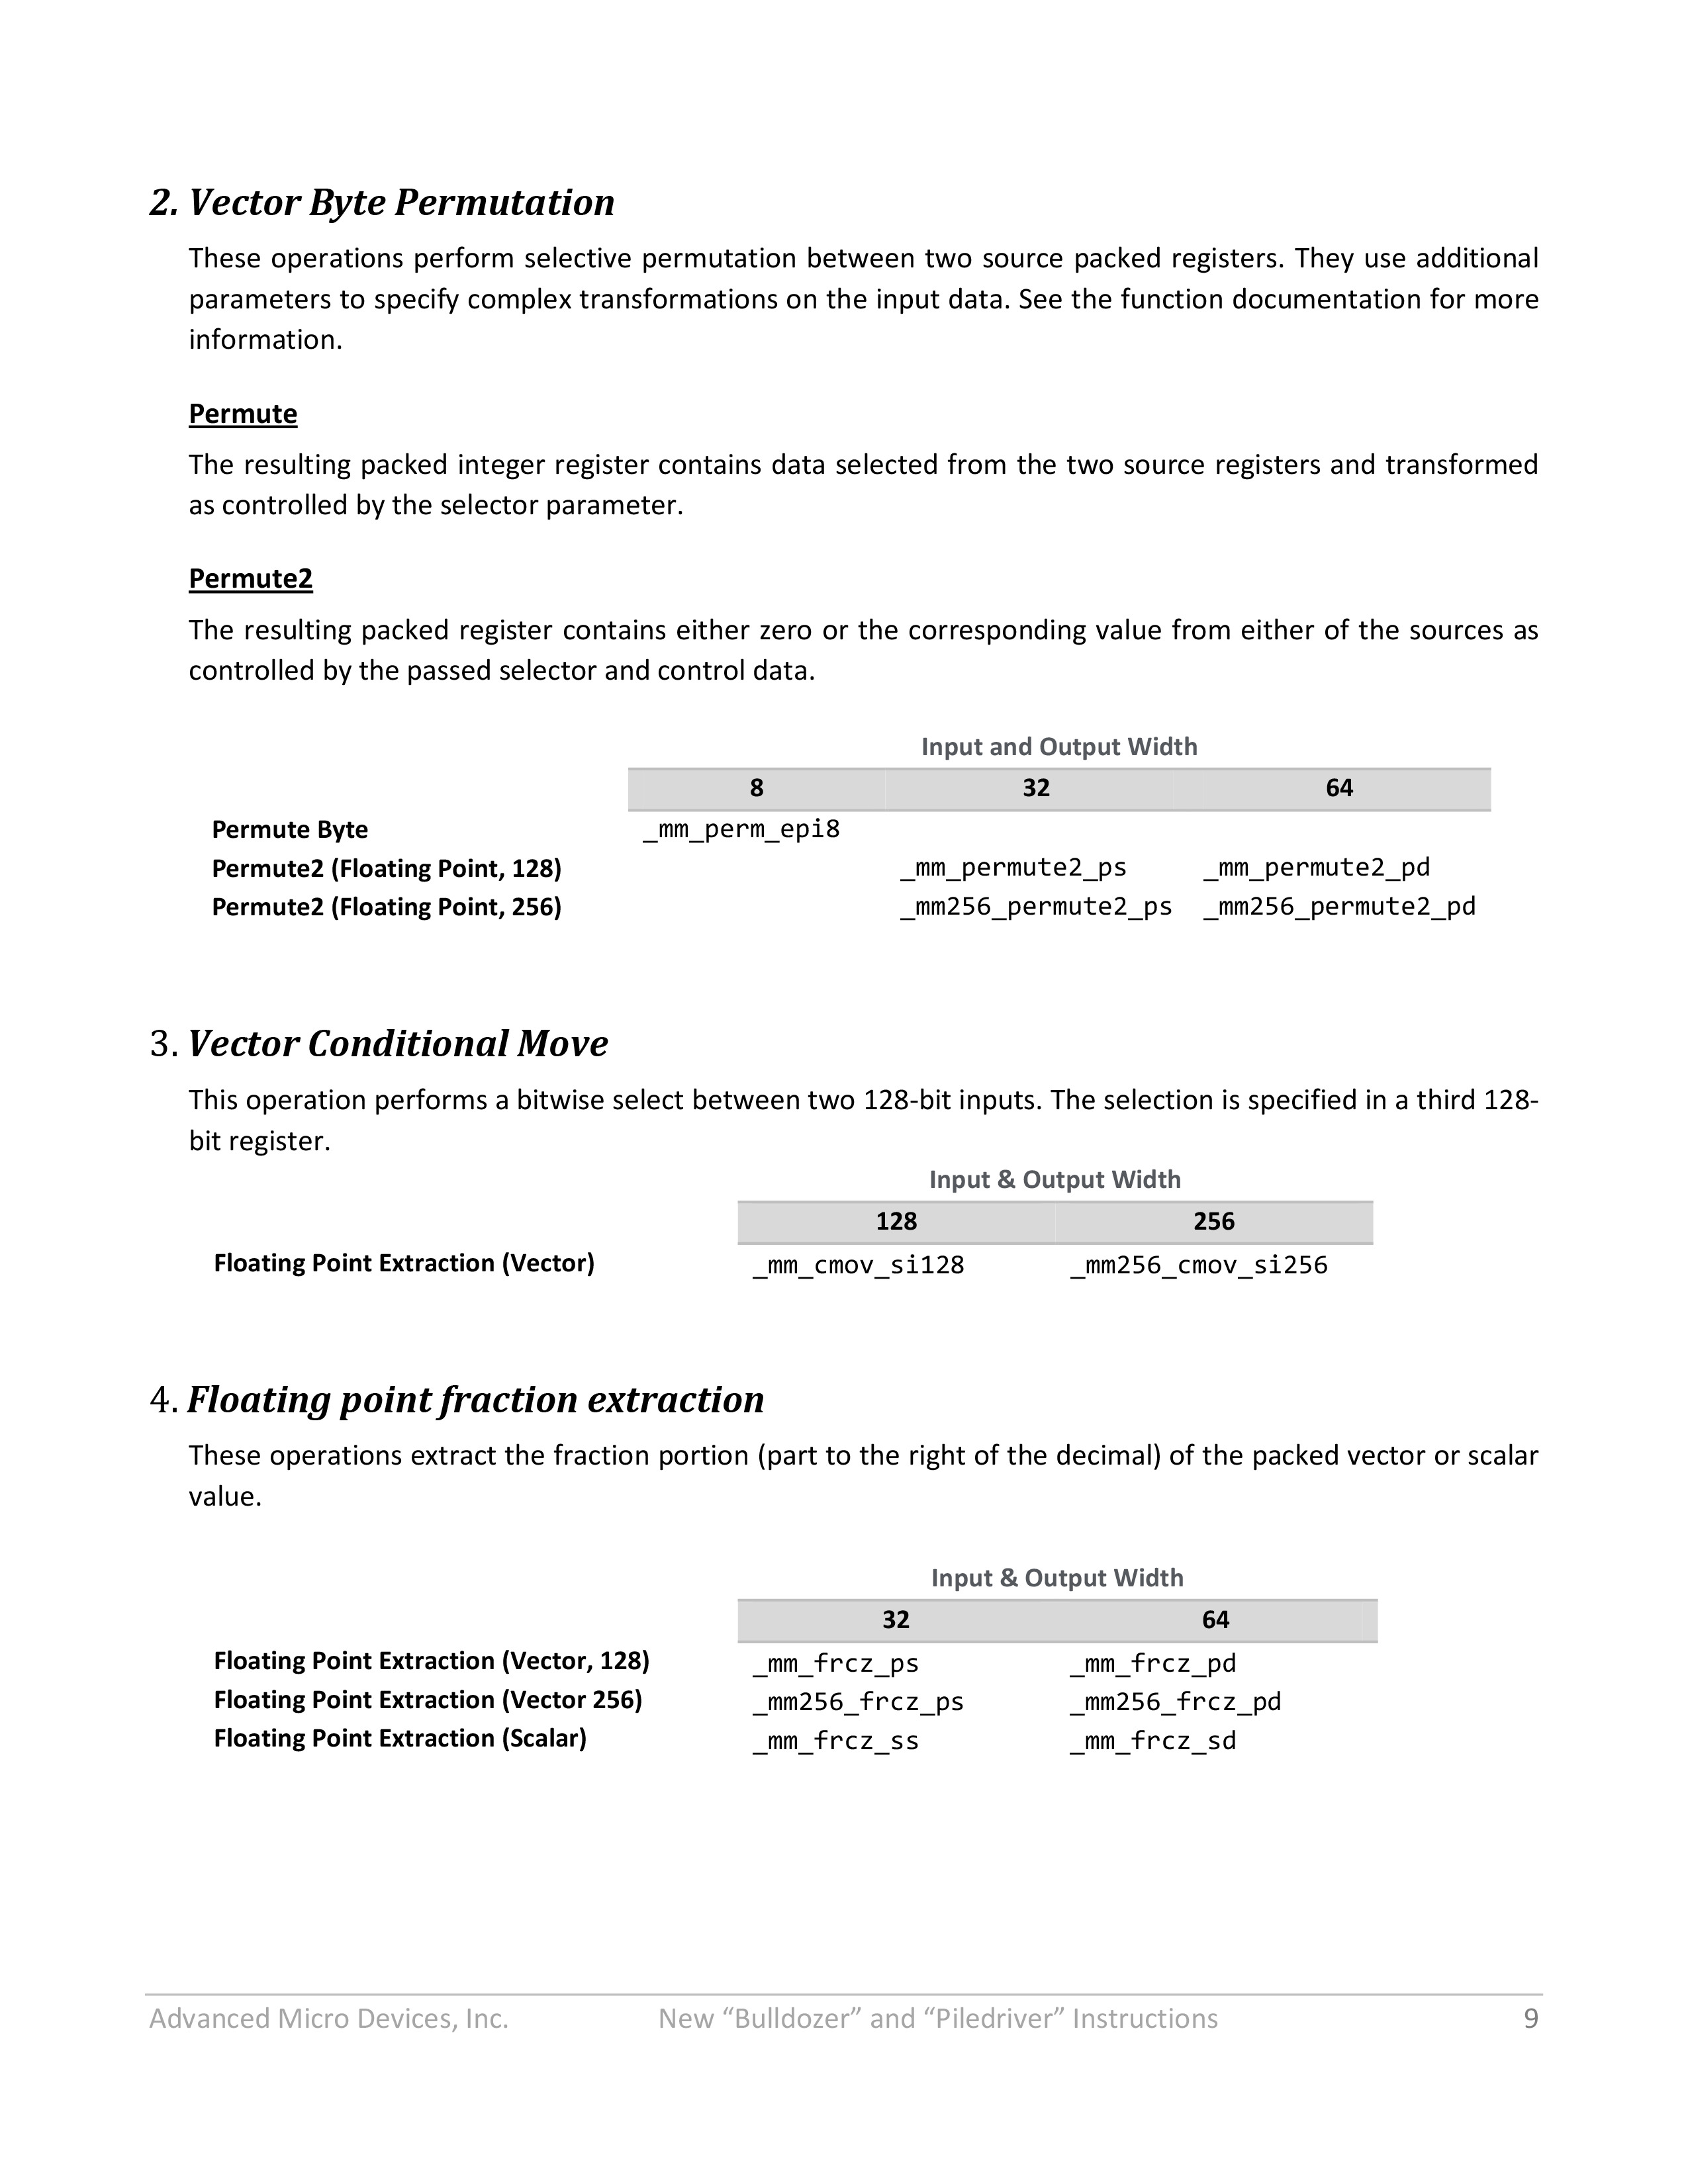 2. Vector Byte Permutation
These operations perform selective permutation between two source packed registers. They use additional
parameters to specify complex transformations on the input data. See the function documentation for more
information.
Permute
The resulting packed integer register contains data selected from the two source registers and transformed
as controlled by the selector parameter.
Permute2
The resulting packed register contains either zero or the corresponding value from either of the sources as
controlled by the passed selector and control data.
Input and Output Width
8 32 64
Permute Byte _mm_perm_epi8
Permute2 (Floating Point, 128) _mm_permute2_ps _mm_permute2_pd
Permute2 (Floating Point, 256) _mm256_permute2_ps _mm256_permute2_pd
3. Vector Conditional Move
This operation performs a bitwise select between two 128-bit inputs. The selection is specified in a third 128-
bit register.
Input & Output Width
128 256
Floating Point Extraction (Vector) _mm_cmov_si128 _mm256_cmov_si256
4. Floating point fraction extraction
These operations extract the fraction portion (part to the right of the decimal) of the packed vector or scalar
value.
Input & Output Width
32 64
Floating Point Extraction (Vector, 128) _mm_frcz_ps _mm_frcz_pd
Floating Point Extraction (Vector 256) _mm256_frcz_ps _mm256_frcz_pd
Floating Point Extraction (Scalar) _mm_frcz_ss _mm_frcz_sd
Advanced Micro Devices, Inc. New “Bulldozer” and “Piledriver” Instructions 9